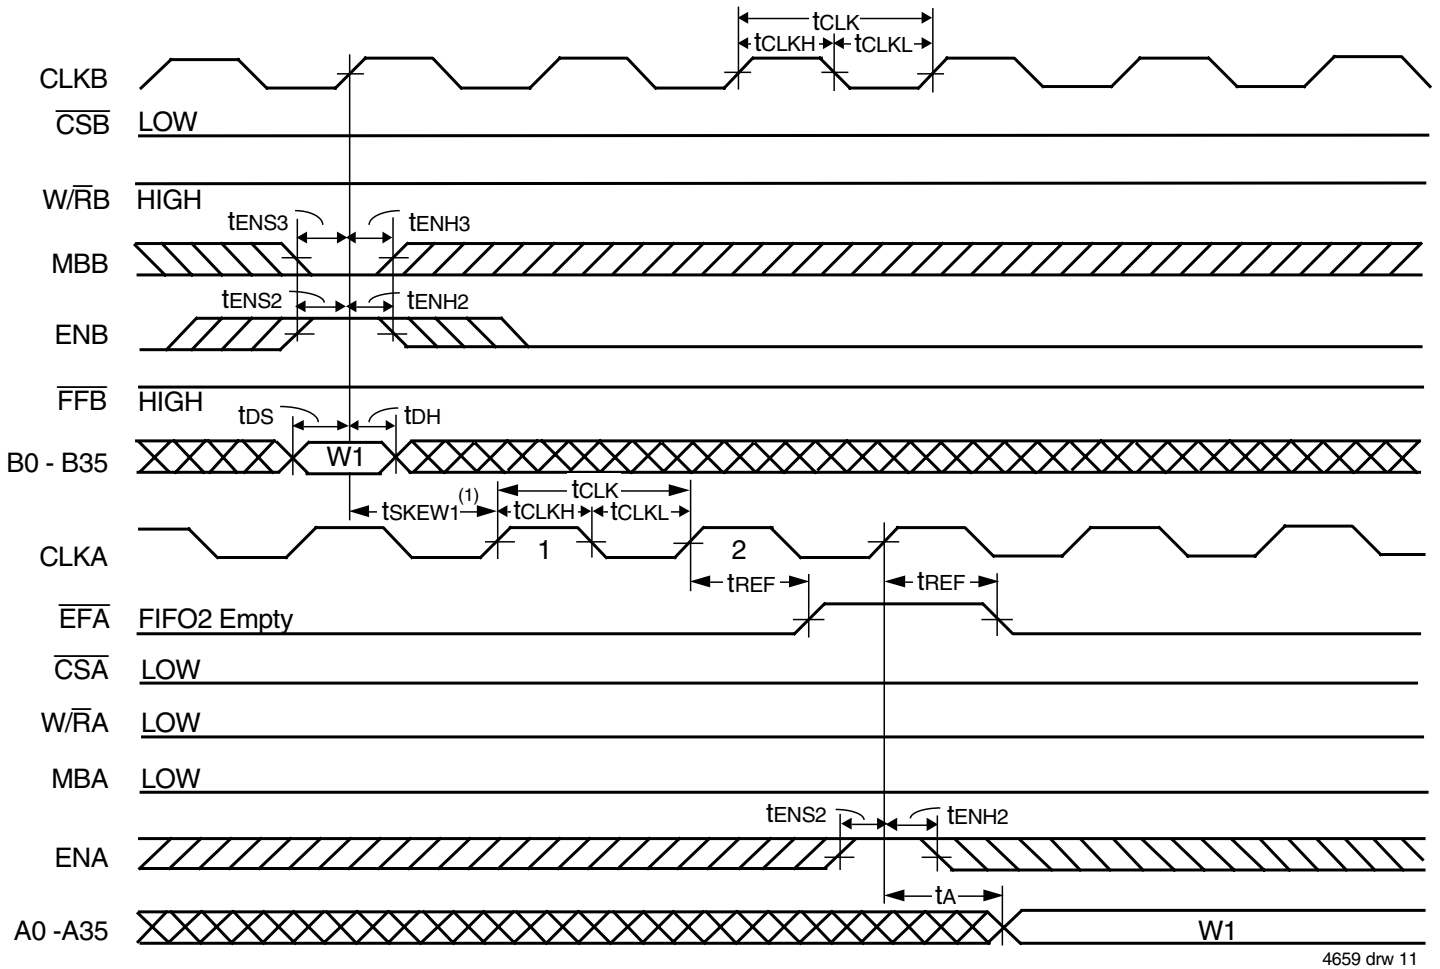 tCLK
tCLKH tCLKL
CLKB
CSB LOW
W/RB HIGH
tENS3 tENH3
MBB
tENS2 tENH2
ENB
FFB HIGH
tDS tDH
B0 - B35 W1
tSKEW1(1) tCLK
tCLKH tCLKL
CLKA 1 2
tREF tREF
EFA FIFO2 Empty
CSA LOW
W/RA LOW
MBA LOW
tENS2 tENH2
ENA
tA
A0 -A35 W1
4659 drw 11